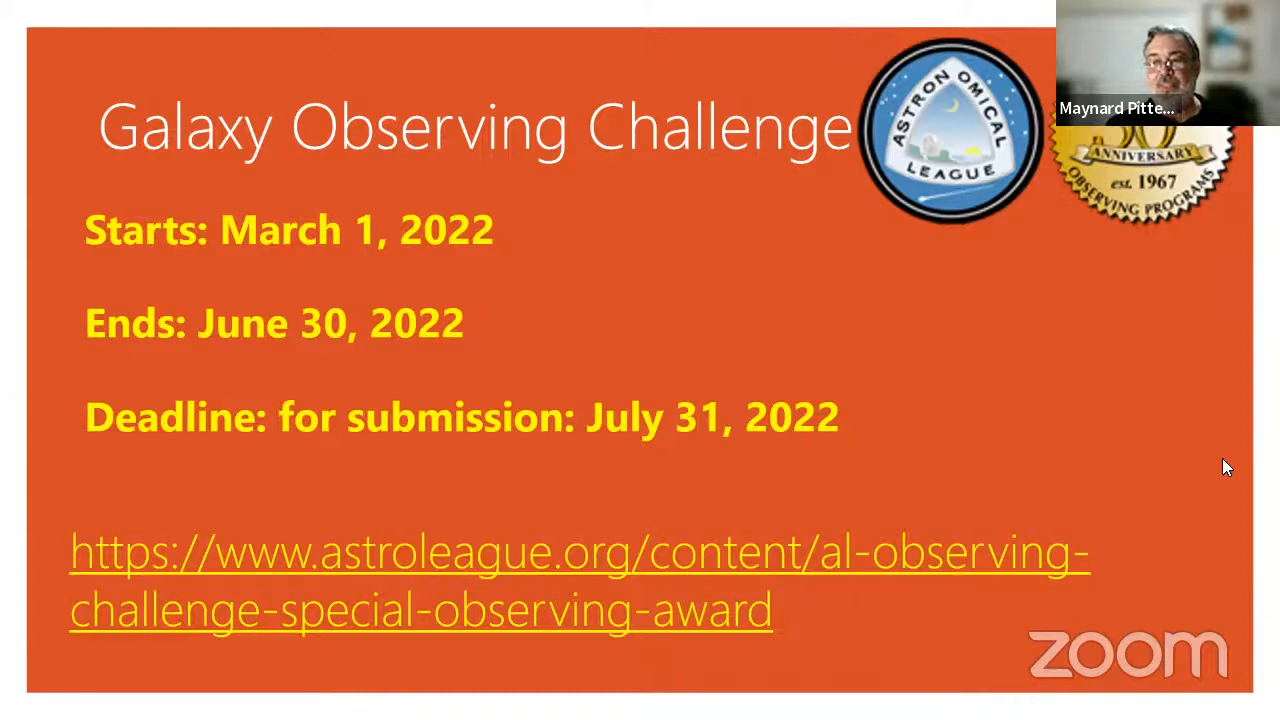 Galaxy Observing Challenge
ASTRONOMICAL
LEAGUE
Maynard Pitte...
50
ANNIVERSARY
est. 1967
OBSERVING PROGRAMS
Starts: March 1, 2022
Ends: June 30, 2022
Deadline: for submission: July 31, 2022
https://www.astroleague.org/content/al-observing-
challenge-special-observing-award
zoom